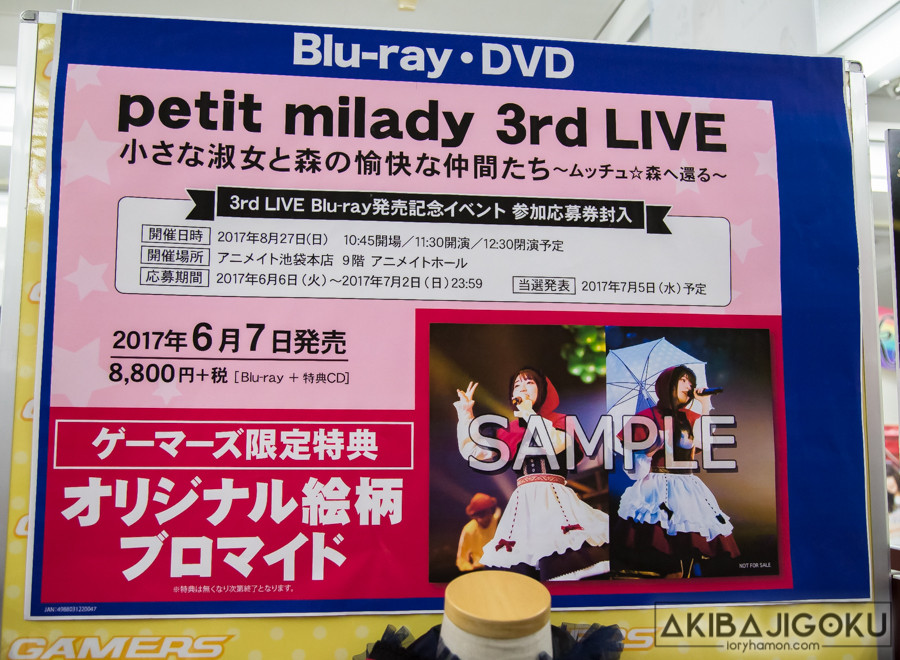 Blu-ray・DVD
petit milady 3rd LIVE
小さな淑女と森の愉快な仲間たち～ムッチュ☆森へ還る～
3rd LIVE Blu-ray発売記念イベント 参加応募券封入
開催日時 2017年8月27日(日) 10:45開場／11:30開演／12:30閉演予定
開催場所 アニメイト池袋本店 9階 アニメイトホール
応募期間 2017年6月6日(火)～2017年7月2日(日)23:59 当選発表 2017年7月5日(水)予定
2017年6月7日発売
8,800円+税 [Blu-ray + 特典CD]
ゲーマーズ限定特典
オリジナル絵柄
ブロマイド
※特典は無くなり次第終了となります。
SAMPLE
NOT FOR SALE
JAN:4988031220047
GAMERS
AKIBAJIGOKU
loryhamon.com